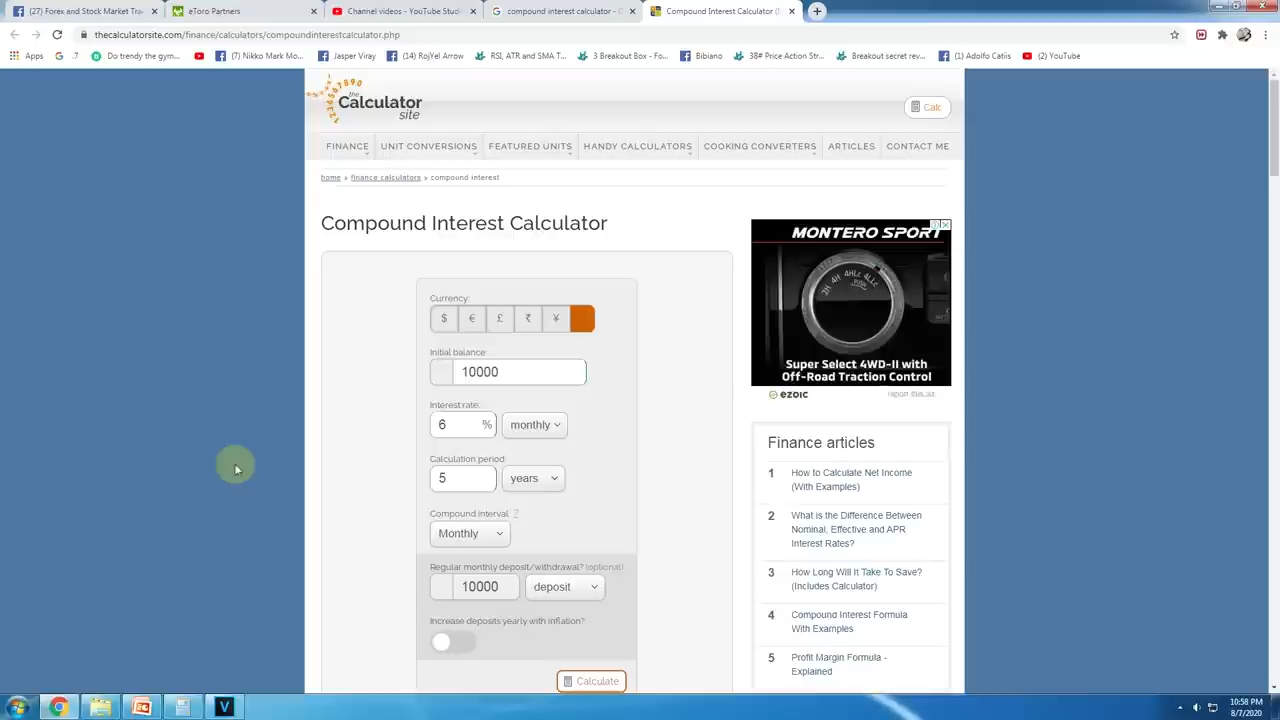 (27) Forex and Stock Market Tra
eToro Partners
Channel videos - YouTube Studi
compound interest calculator - G
Compound Interest Calculator (
thecalculatorsite.com/finance/calculators/compoundinterestcalculator.php
Apps
.7
Do trendy the gym...
(7) Nikko Mark Mo...
Jasper Viray
(14) RojYel Arrow
RSI, ATR and SMA T...
3 Breakout Box - Fo...
Bibiano
38# Price Action Str...
Breakout secret rev...
(1) Adolfo Catiis
(2) YouTube
the
Calculator
site
Calc
FINANCE
UNIT CONVERSIONS
FEATURED UNITS
HANDY CALCULATORS
COOKING CONVERTERS
ARTICLES
CONTACT ME
home » finance calculators » compound interest
Compound Interest Calculator
Currency:
$ € £ ₹ ¥
Initial balance:
10000
Interest rate:
6 % monthly
Calculation period:
5 years
Compound interval ?
Monthly
Regular monthly deposit/withdrawal? (optional)
10000 deposit
Increase deposits yearly with inflation?
Calculate
MONTERO SPORT
2H 4H 4HLc 4LLc
PUSH
Super Select 4WD-II with
Off-Road Traction Control
ezoic
report this ad
Finance articles
1 How to Calculate Net Income
(With Examples)
2 What is the Difference Between
Nominal, Effective and APR
Interest Rates?
3 How Long Will It Take To Save?
(Includes Calculator)
4 Compound Interest Formula
With Examples
5 Profit Margin Formula -
Explained
10:58 PM
8/7/2020